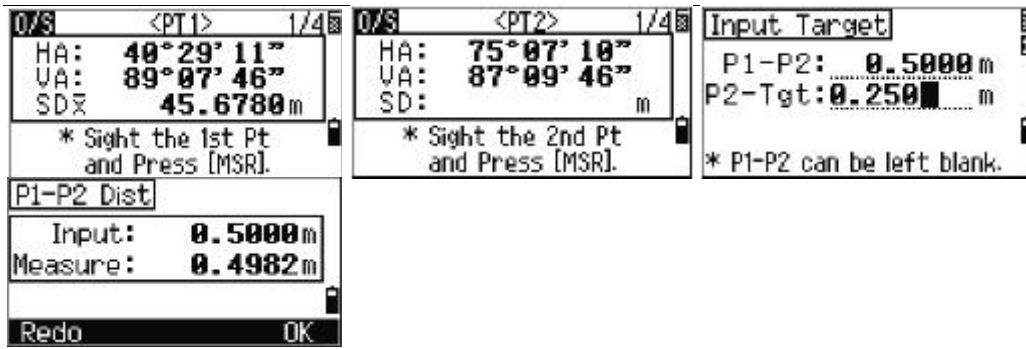 O/S <PT1> 1/4
HA: 40°29'11"
VA: 89°07'46"
SDx̅ 45.6780m
* Sight the 1st Pt
and Press [MSR].
O/S <PT2> 1/4
HA: 75°07'10"
VA: 87°09'46"
SD: m
* Sight the 2nd Pt
and Press [MSR].
Input Target
P1-P2: 0.5000m
P2-Tgt:0.250 m
* P1-P2 can be left blank.
P1-P2 Dist
Input: 0.5000m
Measure: 0.4982m
Redo OK